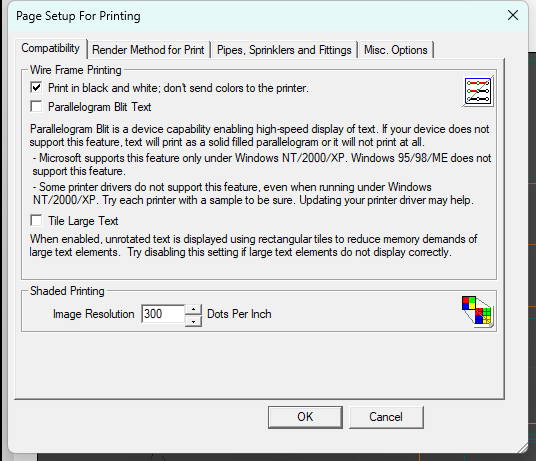 Page Setup For Printing
Compatibility
Render Method for Print
Pipes, Sprinklers and Fittings
Misc. Options
Wire Frame Printing
Print in black and white; don't send colors to the printer.
Parallelogram Blit Text
Parallelogram Blit is a device capability enabling high-speed display of text. If your device does not
support this feature, text will print as a solid filled parallelogram or it will not print at all.
- Microsoft supports this feature only under Windows NT/2000/XP. Windows 95/98/ME does not
support this feature.
- Some printer drivers do not support this feature, even when running under Windows
NT/2000/XP. Try each printer with a sample to be sure. Updating your printer driver may help.
Tile Large Text
When enabled, unrotated text is displayed using rectangular tiles to reduce memory demands of
large text elements.  Try disabling this setting if large text elements do not display correctly.
Shaded Printing
Image Resolution 300 Dots Per Inch
OK
Cancel